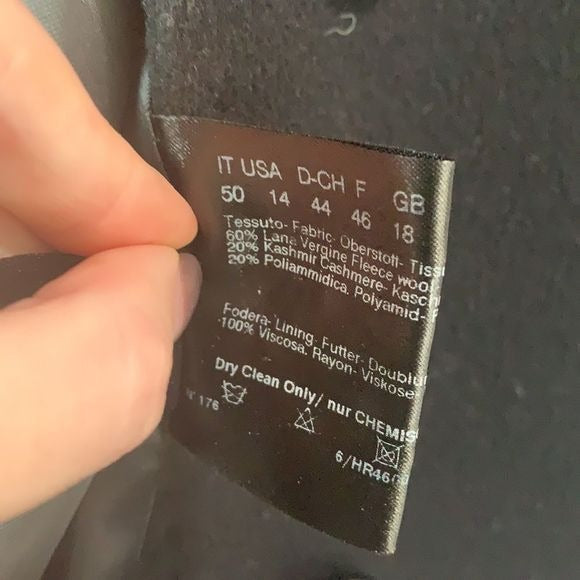 IT USA D-CH F GB
50 14 44 46 18
Tessuto- Fabric- Oberstoff- Tiss
60% Lana Vergine Fleece wool
20% Kashmir Cashmere- Kasch
20% Poliammidica. Polyamid-
Fodera- Lining- Futter- Doublu
100% Viscosa. Rayon- Viskose
Dry Clean Only/ nur CHEMIS
N° 176
6/HR46/